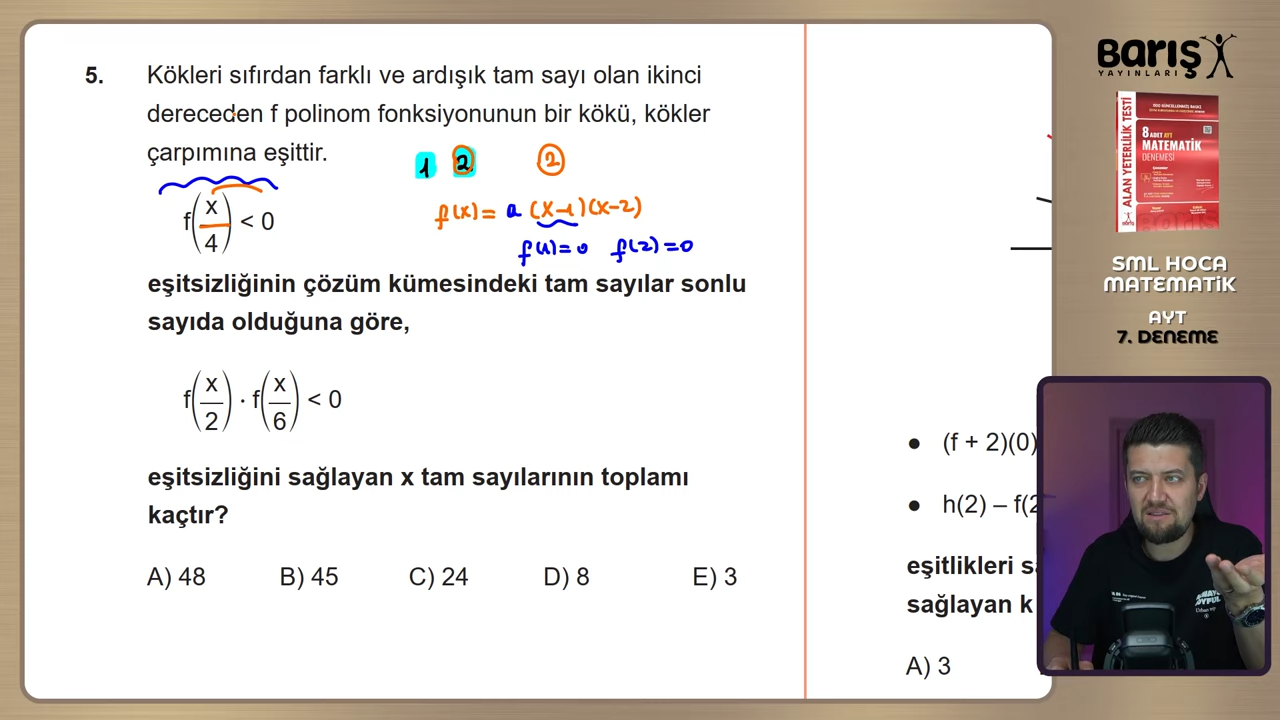 5. Kökleri sıfırdan farklı ve ardışık tam sayı olan ikinci
dereceden f polinom fonksiyonunun bir kökü, kökler
çarpımına eşittir.
1 2 2
f(x/4) < 0
f(x) = a (x-1)(x-2)
f(1)=0 f(2)=0
eşitsizliğinin çözüm kümesindeki tam sayılar sonlu
sayıda olduğuna göre,
f(x/2) · f(x/6) < 0
eşitsizliğini sağlayan x tam sayılarının toplamı
kaçtır?
A) 48 B) 45 C) 24 D) 8 E) 3
● (f + 2)(0)
● h(2) – f(2
eşitlikleri s
sağlayan k
A) 3
Barış
YAYINLARI
ALAN YETERLİLİK TESTİ
8 ADET AYT
MATEMATİK
DENEMESİ
SML HOCA
MATEMATİK
AYT
7. DENEME